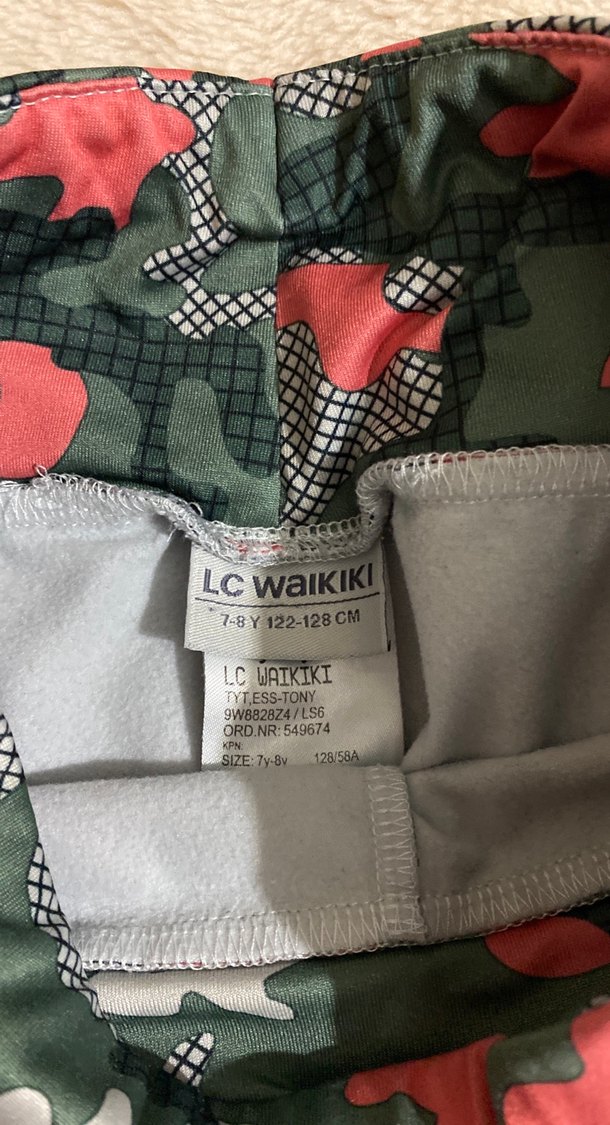 LC WAIKIKI
7-8 Y 122-128 CM
LC WAIKIKI
TYT,ESS-TONY
9W8828Z4 / LS6
ORD.NR: 549674
KPN:
SIZE: 7y-8y 128/58A